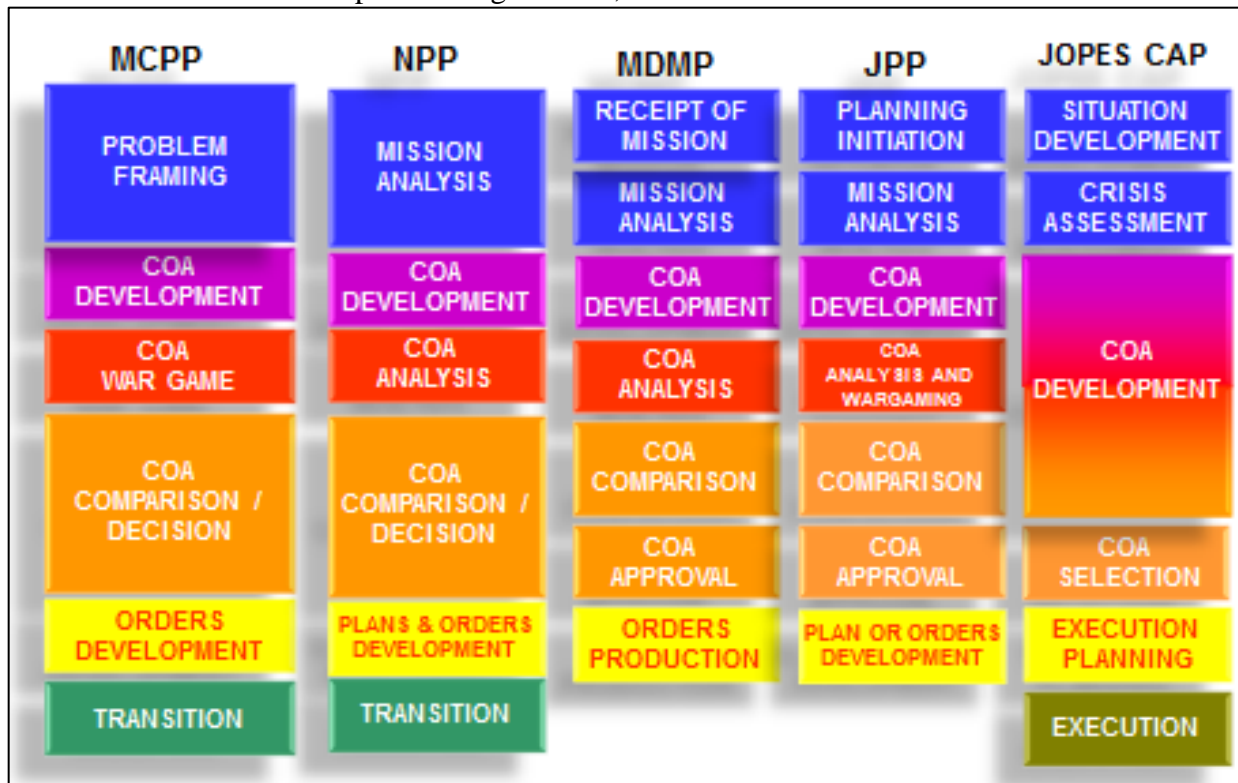 MCPP
PROBLEM
FRAMING
COA
DEVELOPMENT
COA
WAR GAME
COA
COMPARISON /
DECISION
ORDERS
DEVELOPMENT
TRANSITION
NPP
MISSION
ANALYSIS
COA
DEVELOPMENT
COA
ANALYSIS
COA
COMPARISON /
DECISION
PLANS & ORDERS
DEVELOPMENT
TRANSITION
MDMP
RECEIPT OF
MISSION
MISSION
ANALYSIS
COA
DEVELOPMENT
COA
ANALYSIS
COA
COMPARISON
COA
APPROVAL
ORDERS
PRODUCTION
JPP
PLANNING
INITIATION
MISSION
ANALYSIS
COA
DEVELOPMENT
COA
ANALYSIS AND
WARGAMING
COA
COMPARISON
COA
APPROVAL
PLAN OR ORDERS
DEVELOPMENT
JOPES CAP
SITUATION
DEVELOPMENT
CRISIS
ASSESSMENT
COA
DEVELOPMENT
COA
SELECTION
EXECUTION
PLANNING
EXECUTION